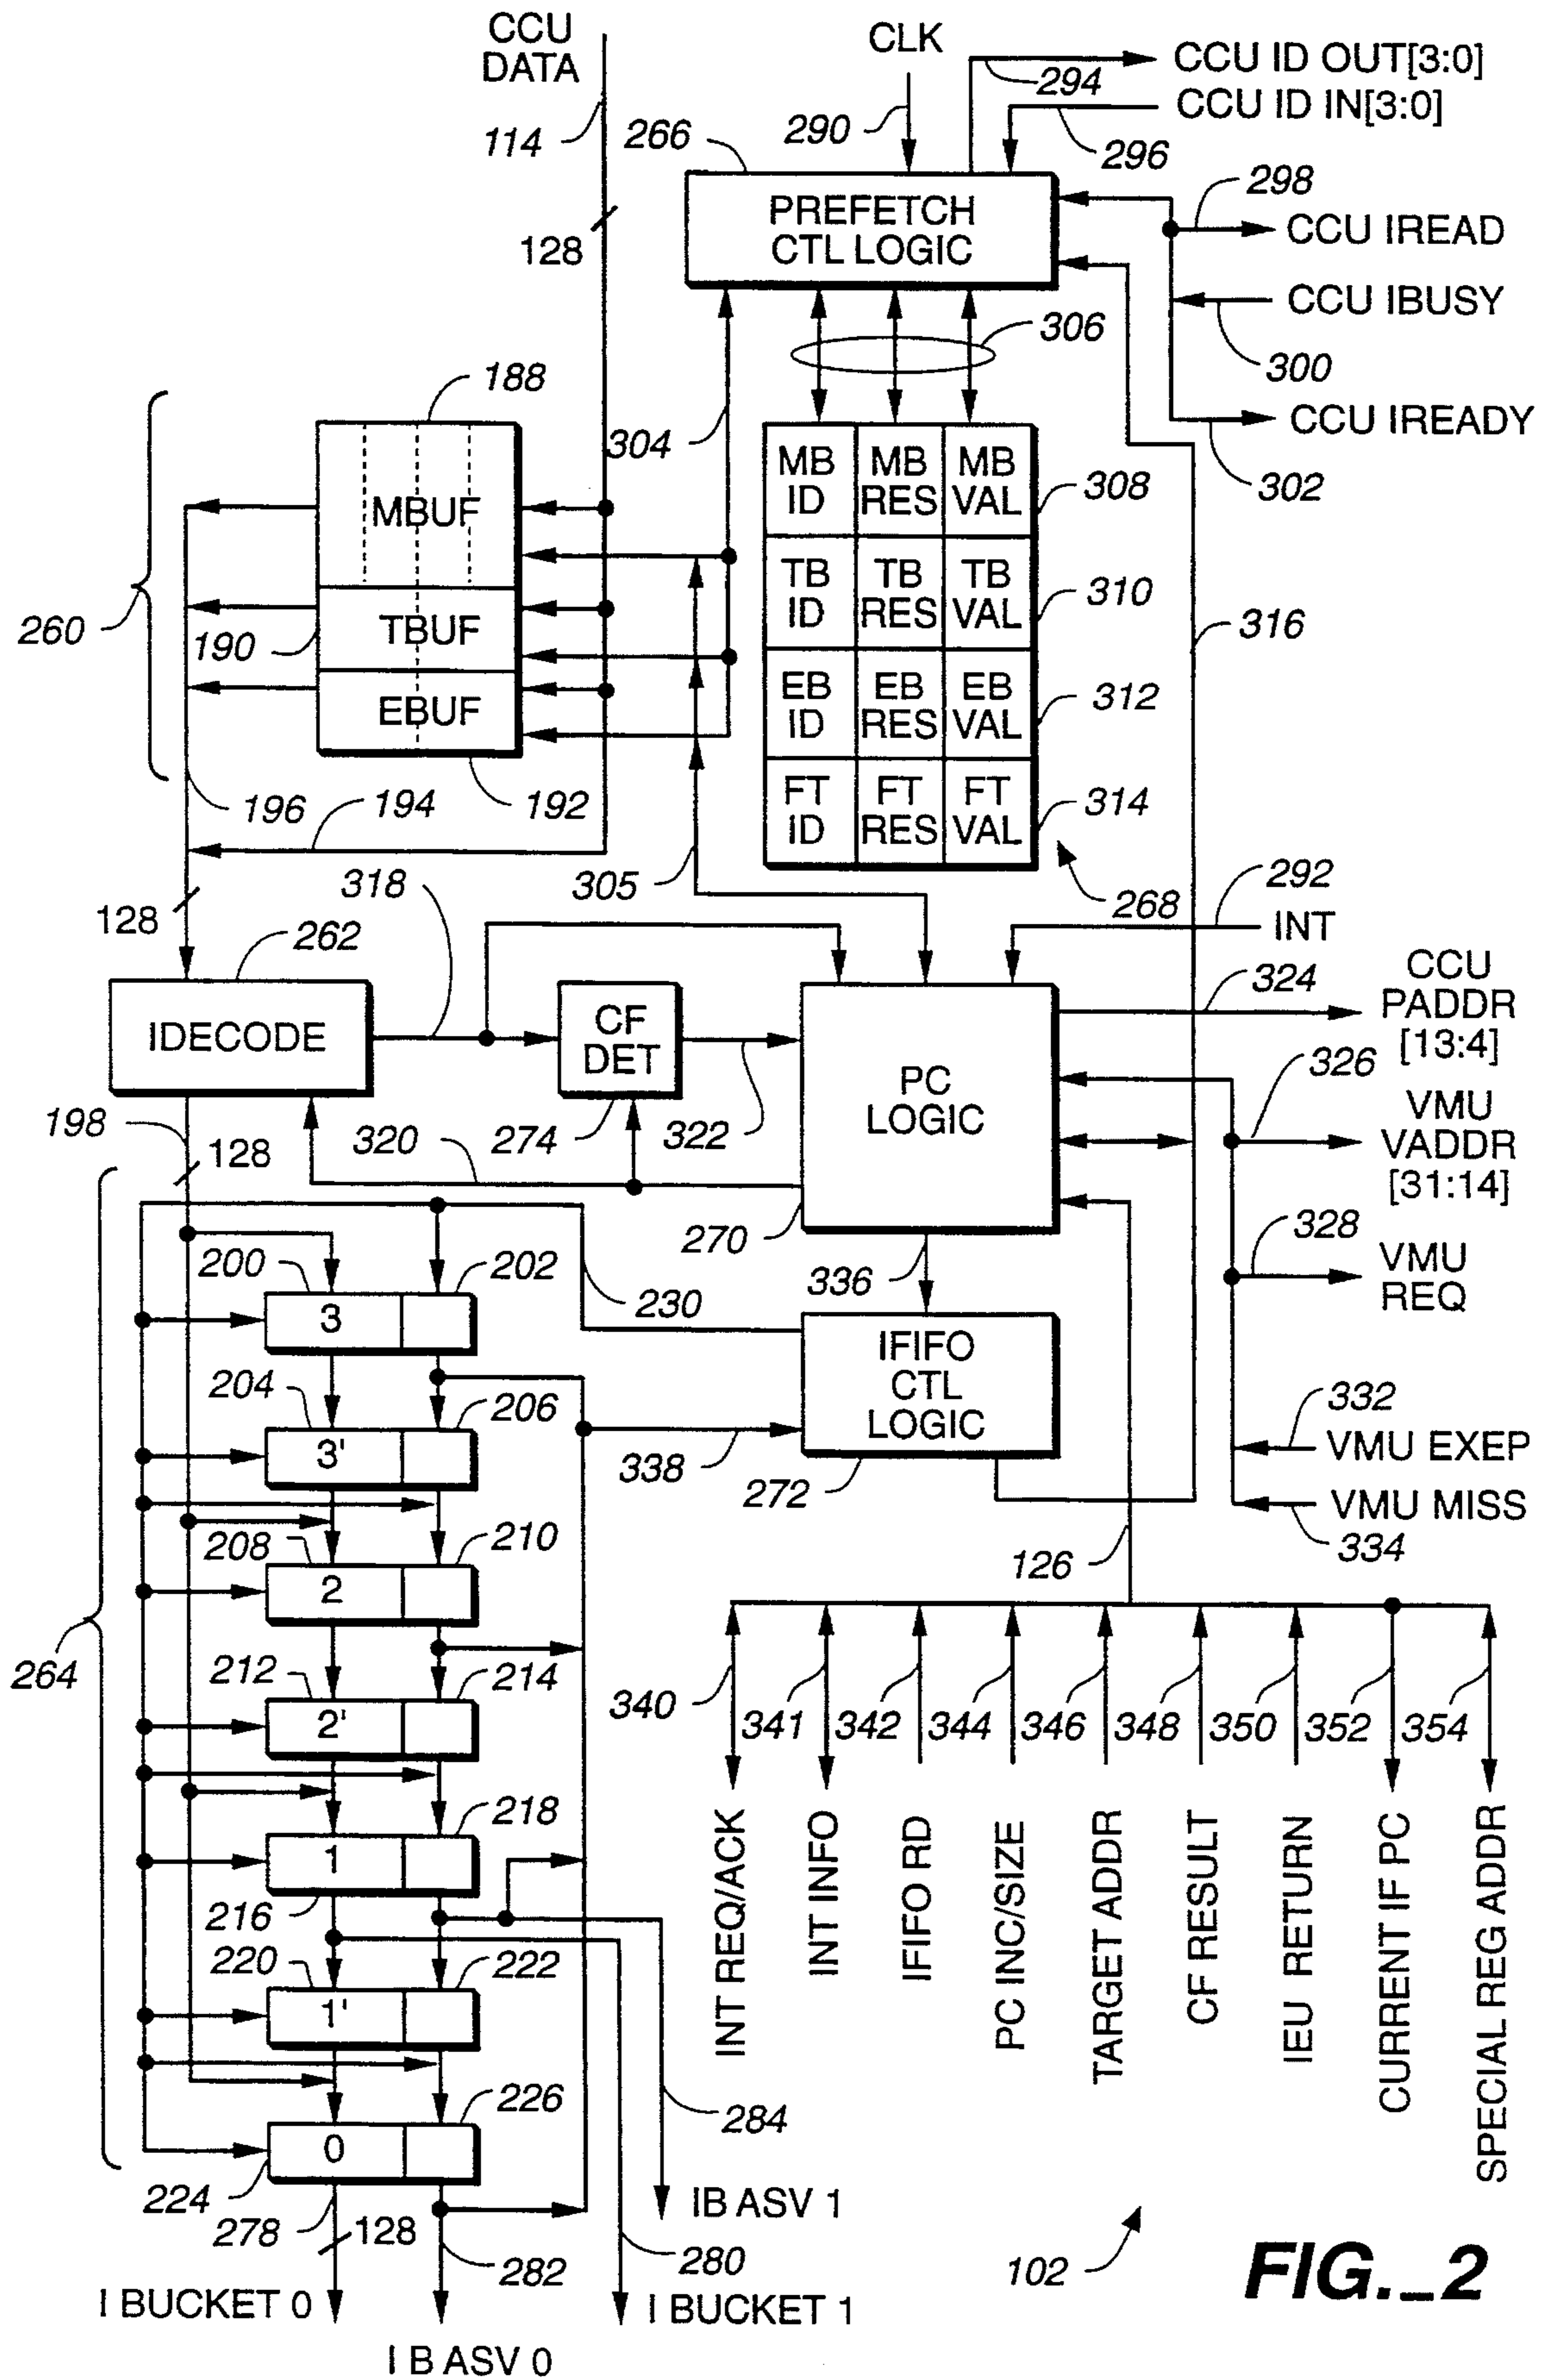 CCU
DATA
114
128
CLK
290
266
294
CCU ID OUT[3:0]
CCU ID IN[3:0]
296
298
CCU IREAD
CCU IBUSY
300
CCU IREADY
302
PREFETCH
CTL LOGIC
306
304
188
MBUF
260
190
TBUF
EBUF
192
196
194
MB ID
MB RES
MB VAL
308
TB ID
TB RES
TB VAL
310
EB ID
EB RES
EB VAL
312
FT ID
FT RES
FT VAL
314
316
268
305
318
128
262
IDECODE
CF
DET
274
322
320
292
INT
324
CCU
PADDR
[13:4]
326
VMU
VADDR
[31:14]
328
VMU
REQ
332
VMU EXEP
VMU MISS
334
PC
LOGIC
270
336
IFIFO
CTL
LOGIC
272
338
230
198
128
264
200
202
3
204
206
3'
208
210
2
212
214
2'
218
1
216
220
222
1'
226
0
224
278
128
282
284
280
IB ASV 1
I BUCKET 0
I B ASV 0
I BUCKET 1
126
340
341
342
344
346
348
350
352
354
INT REQ/ACK
INT INFO
IFIFO RD
PC INC/SIZE
TARGET ADDR
CF RESULT
IEU RETURN
CURRENT IF PC
SPECIAL REG ADDR
102
FIG._2